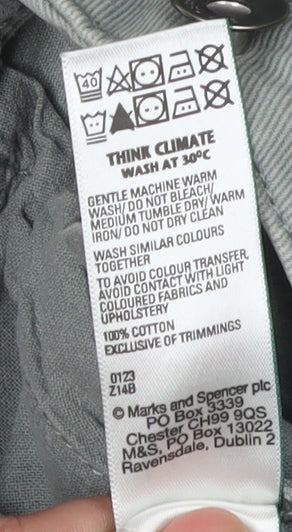 40
THINK CLIMATE
WASH AT 30°C
GENTLE MACHINE WARM
WASH/ DO NOT BLEACH/
MEDIUM TUMBLE DRY/ WARM
IRON/ DO NOT DRY CLEAN
WASH SIMILAR COLOURS
TOGETHER
TO AVOID COLOUR TRANSFER,
AVOID CONTACT WITH LIGHT
COLOURED FABRICS AND
UPHOLSTERY
100% COTTON
EXCLUSIVE OF TRIMMINGS
0123
Z14B
© Marks and Spencer plc
PO Box 3339
Chester CH99 9QS
M&S, PO Box 13022
Ravensdale, Dublin 2